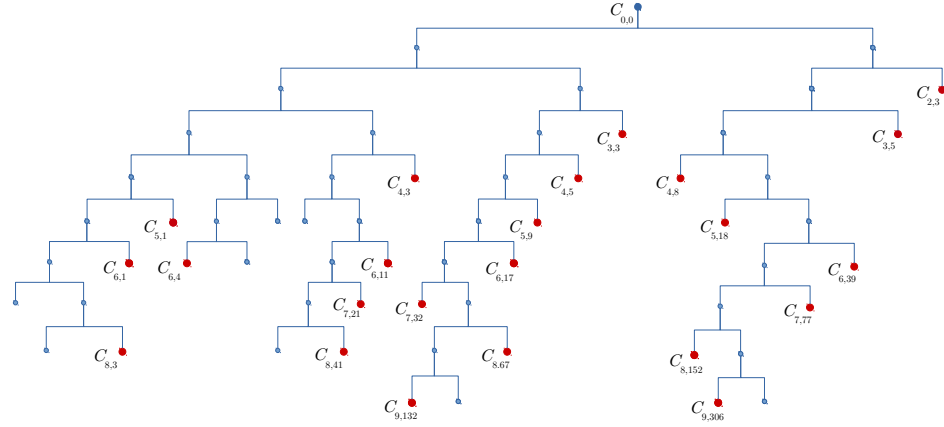 C0,0
C2,3
C3,3
C3,5
C4,3
C4,5
C4,8
C5,1
C5,9
C5,18
C6,1
C6,4
C6,11
C6,17
C6,39
C7,21
C7,32
C7,77
C8,3
C8,41
C8.67
C8,152
C9,132
C9,306